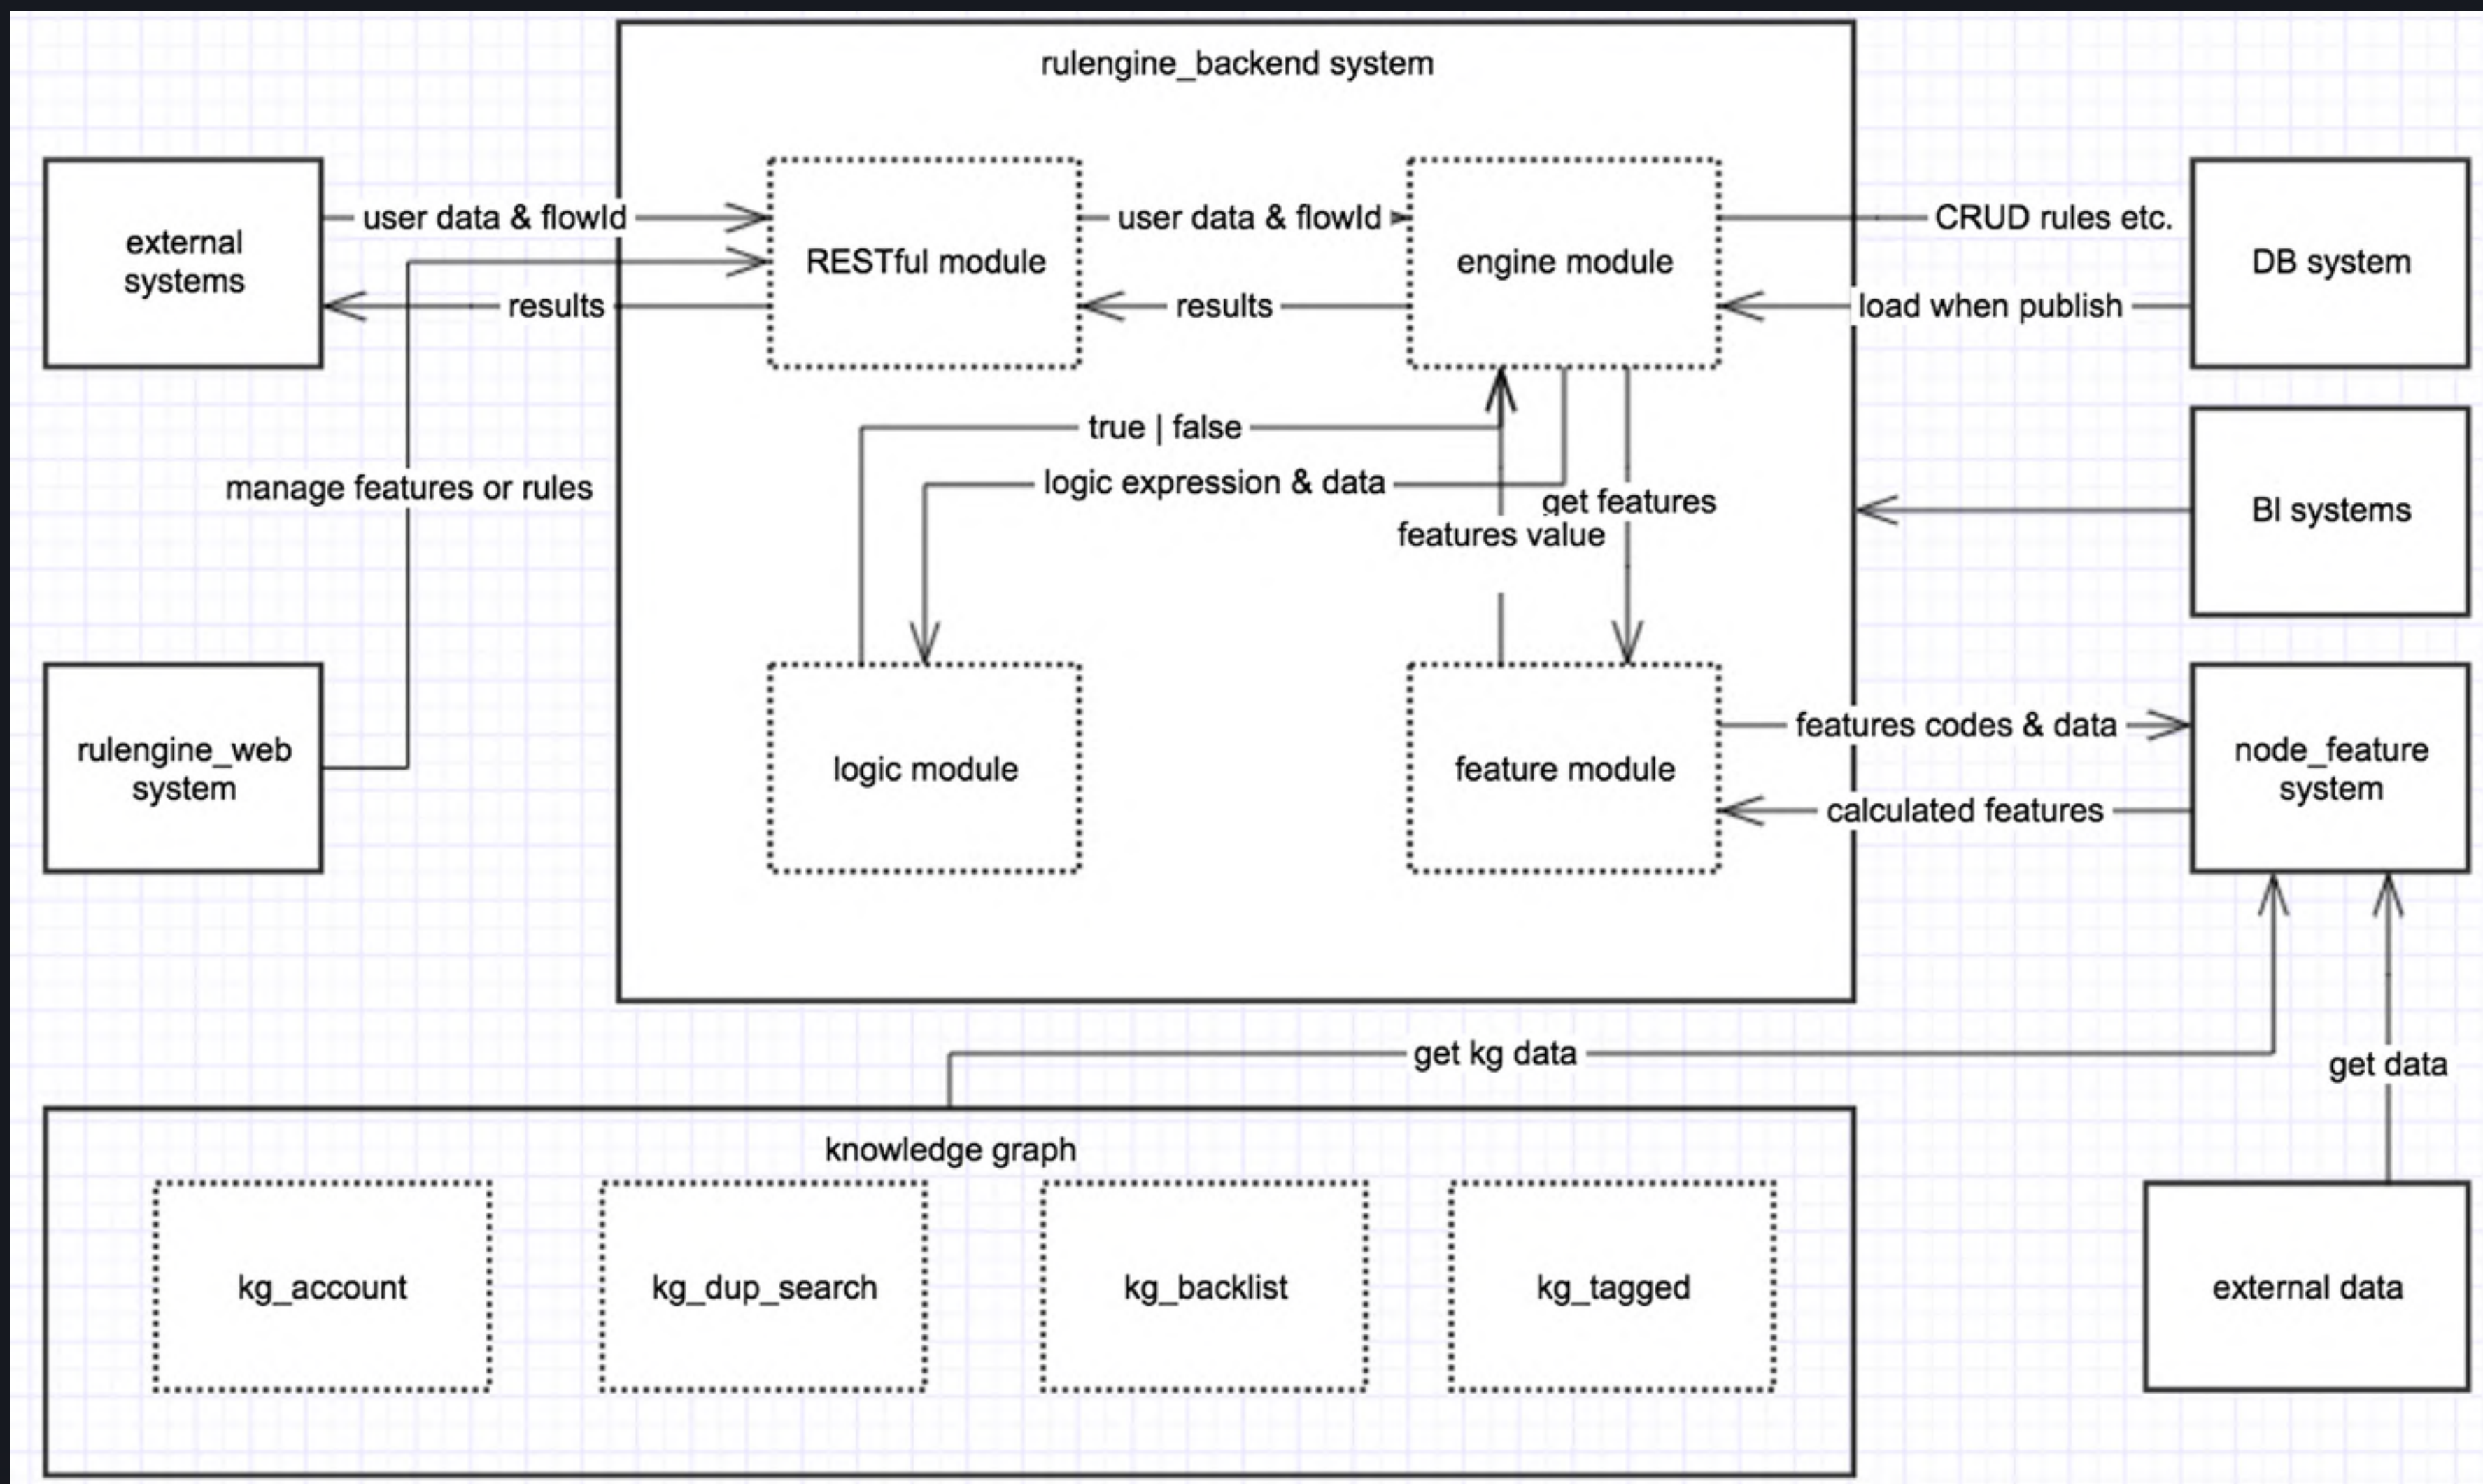 rulengine_backend system
external
systems
user data & flowId
RESTful module
user data & flowId
engine module
CRUD rules etc.
DB system
results
results
load when publish
true | false
logic expression & data
manage features or rules
get features
features value
BI systems
rulengine_web
system
logic module
feature module
features codes & data
calculated features
node_feature
system
get kg data
get data
knowledge graph
kg_account
kg_dup_search
kg_backlist
kg_tagged
external data